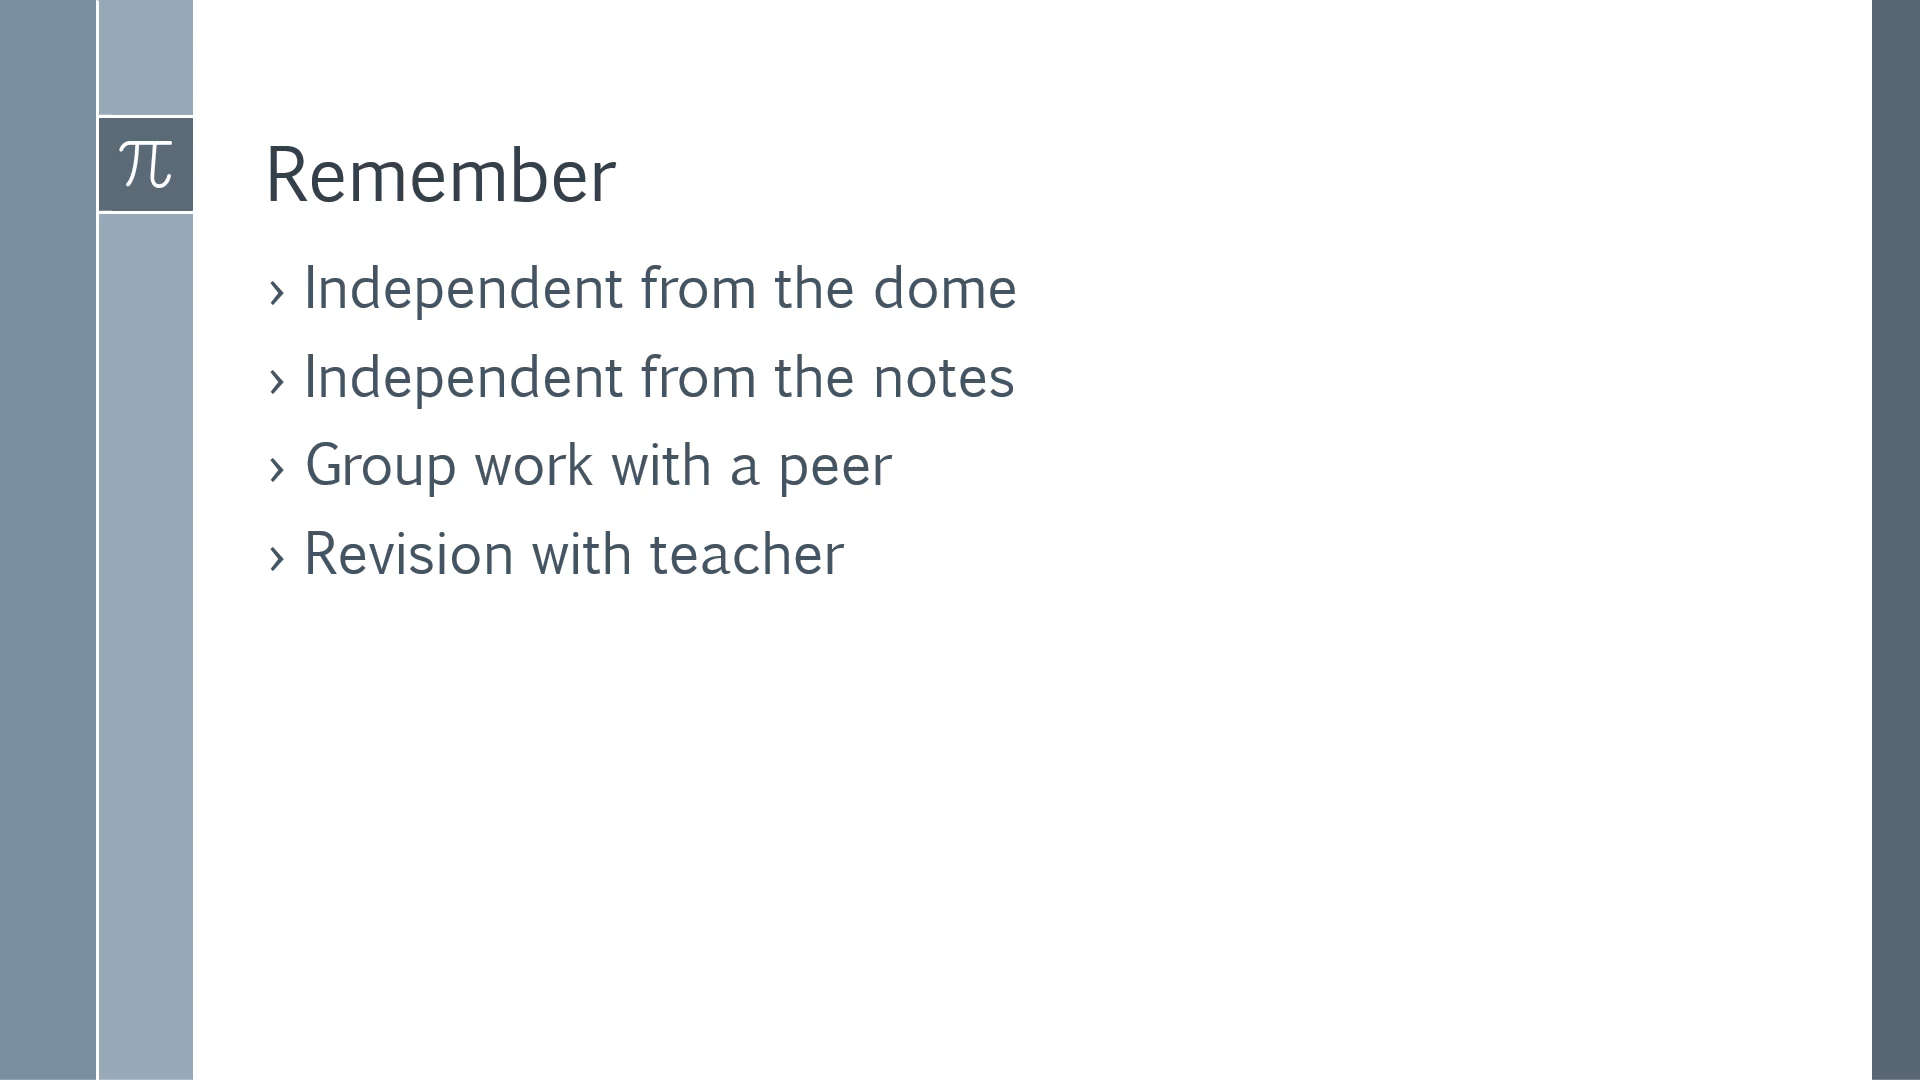 π
Remember
› Independent from the dome
› Independent from the notes
› Group work with a peer
› Revision with teacher